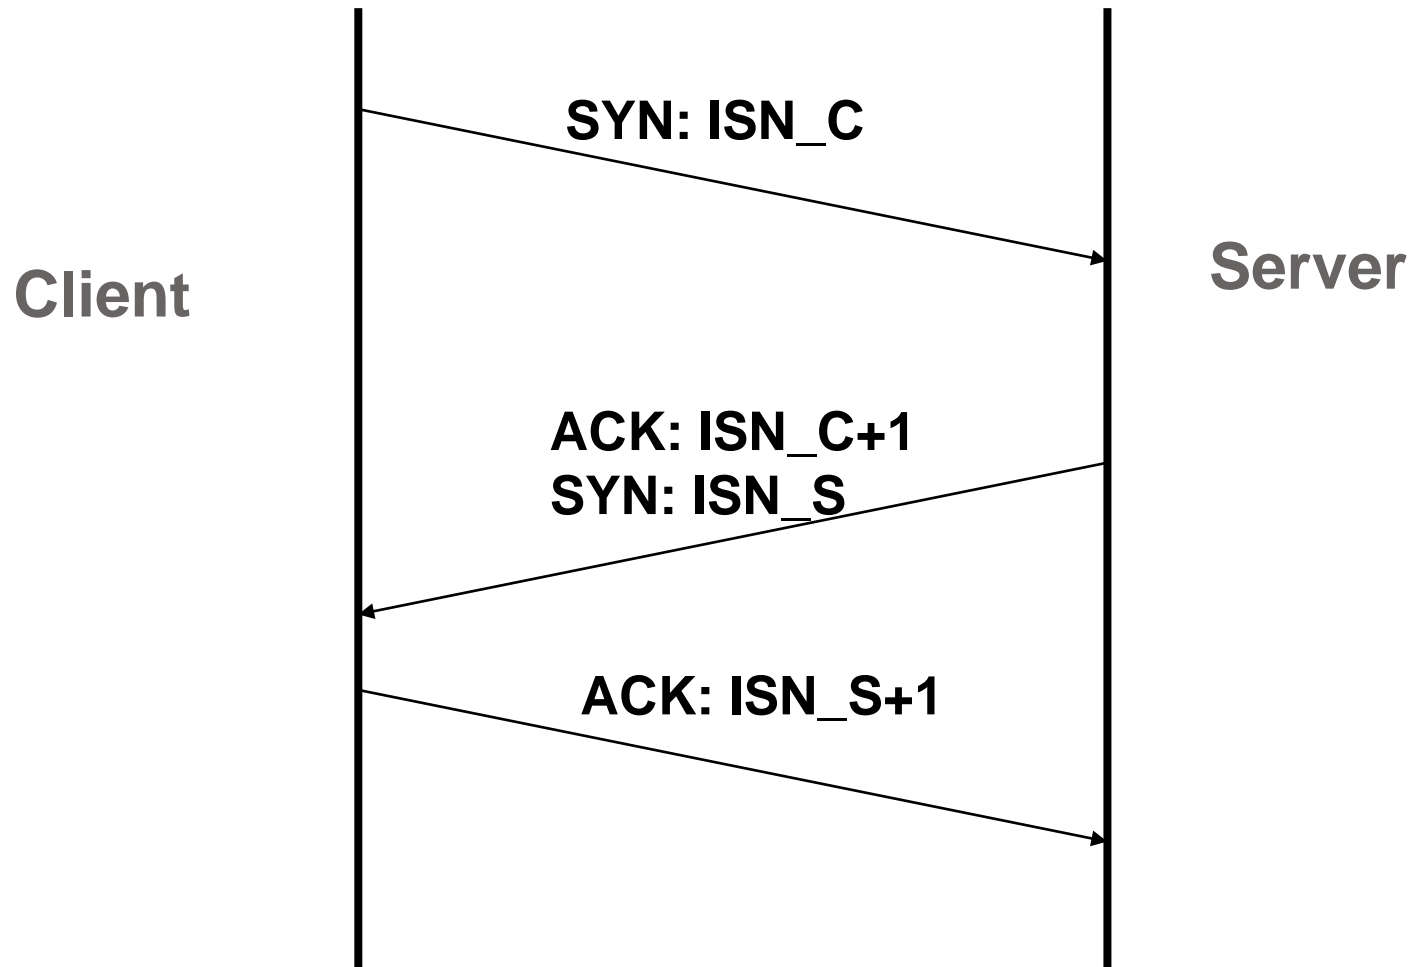 SYN: ISN_C
Client
Server
ACK: ISN_C+1
SYN: ISN_S
ACK: ISN_S+1